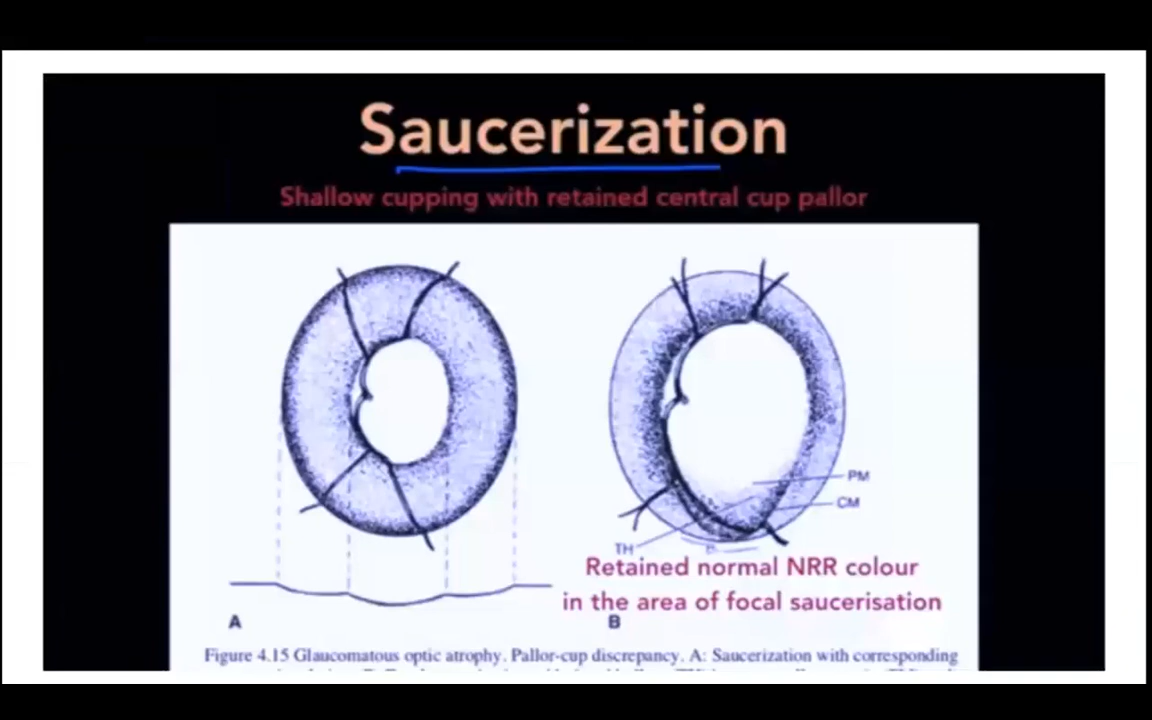 Saucerization
Shallow cupping with retained central cup pallor
PM
CM
TH
Retained normal NRR colour
in the area of focal saucerisation
A
B
Figure 4.15 Glaucomatous optic atrophy. Pallor-cup discrepancy. A: Saucerization with corresponding